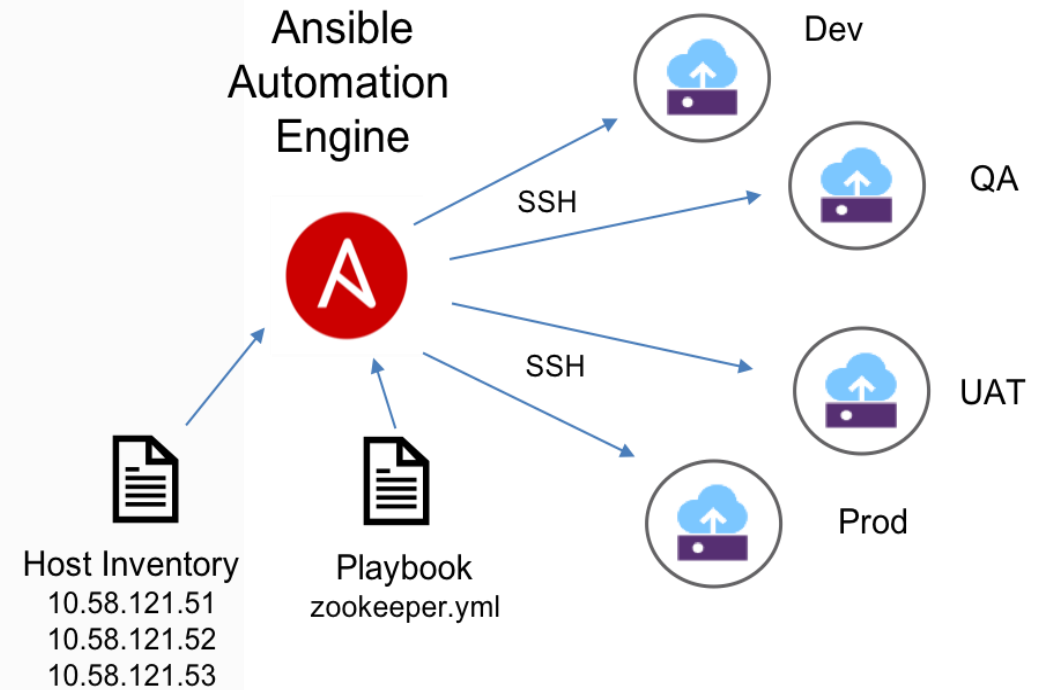 Ansible
Automation
Engine
Dev
QA
SSH
SSH
UAT
Prod
Host Inventory
10.58.121.51
10.58.121.52
10.58.121.53
Playbook
zookeeper.yml